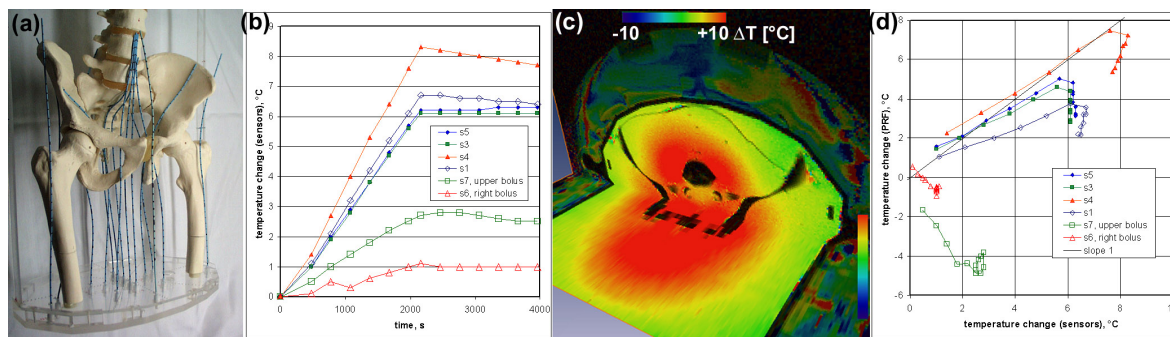 (a)
(b)
temperature change (sensors), °C
9
8
7
6
5
4
3
2
1
0
0 1000 2000 3000 4000
time, s
s5
s3
s4
s1
s7, upper bolus
s6, right bolus
(c)
-10 +10 ΔT [°C]
(d)
temperature change (PRF), °C
8
6
4
2
0
-2
-4
-6
0 2 4 6 8 1
temperature change (sensors), °C
s5
s3
s4
s1
s7, upper bolus
s6, right bolus
slope 1